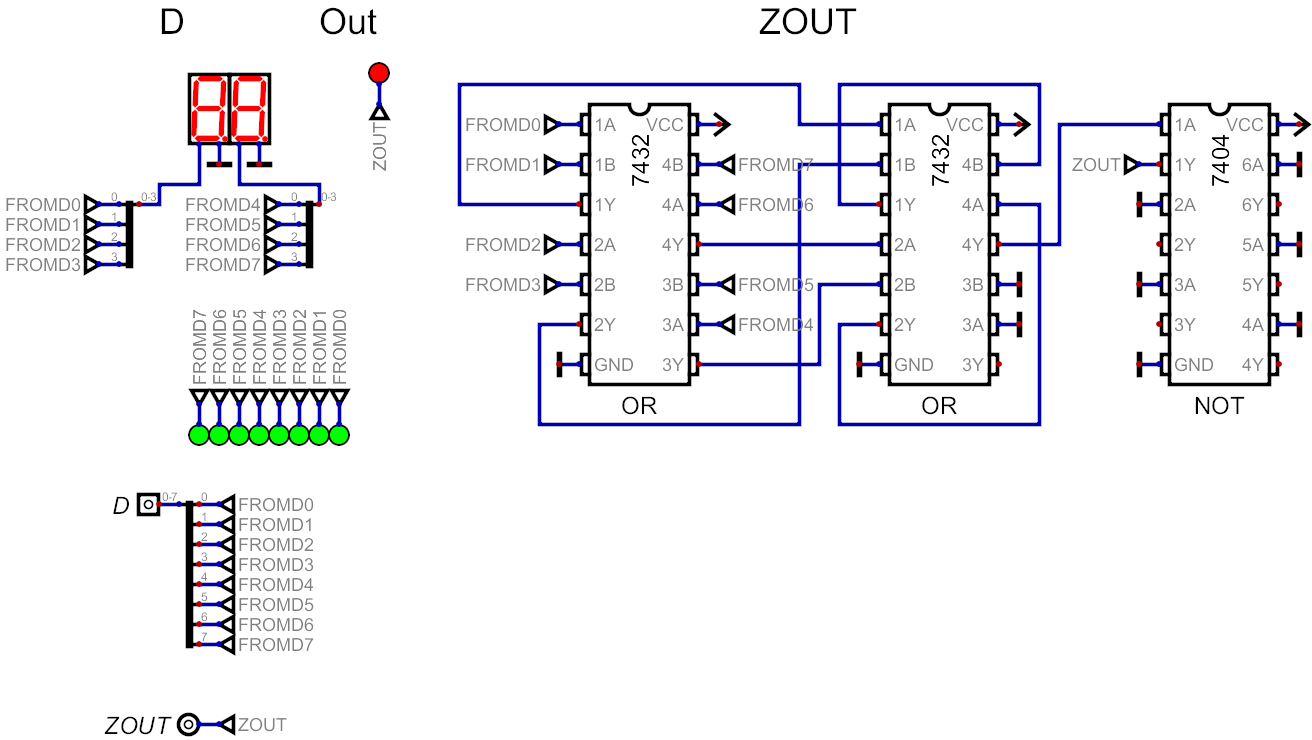 D Out ZOUT
ZOUT
FROMD0 0 0-3
FROMD1 1
FROMD2 2
FROMD3 3
FROMD4 0 0-3
FROMD5 1
FROMD6 2
FROMD7 3
FROMD7
FROMD6
FROMD5
FROMD4
FROMD3
FROMD2
FROMD1
FROMD0
D 0-7 0 FROMD0
1 FROMD1
2 FROMD2
3 FROMD3
4 FROMD4
5 FROMD5
6 FROMD6
7 FROMD7
ZOUT ZOUT
7432
FROMD0 1A VCC
FROMD1 1B 4B FROMD7
1Y 4A FROMD6
FROMD2 2A 4Y
FROMD3 2B 3B FROMD5
2Y 3A FROMD4
GND 3Y
OR
7432
1A VCC
1B 4B
1Y 4A
2A 4Y
2B 3B
2Y 3A
GND 3Y
OR
7404
1A VCC
ZOUT 1Y 6A
2A 6Y
2Y 5A
3A 5Y
3Y 4A
GND 4Y
NOT